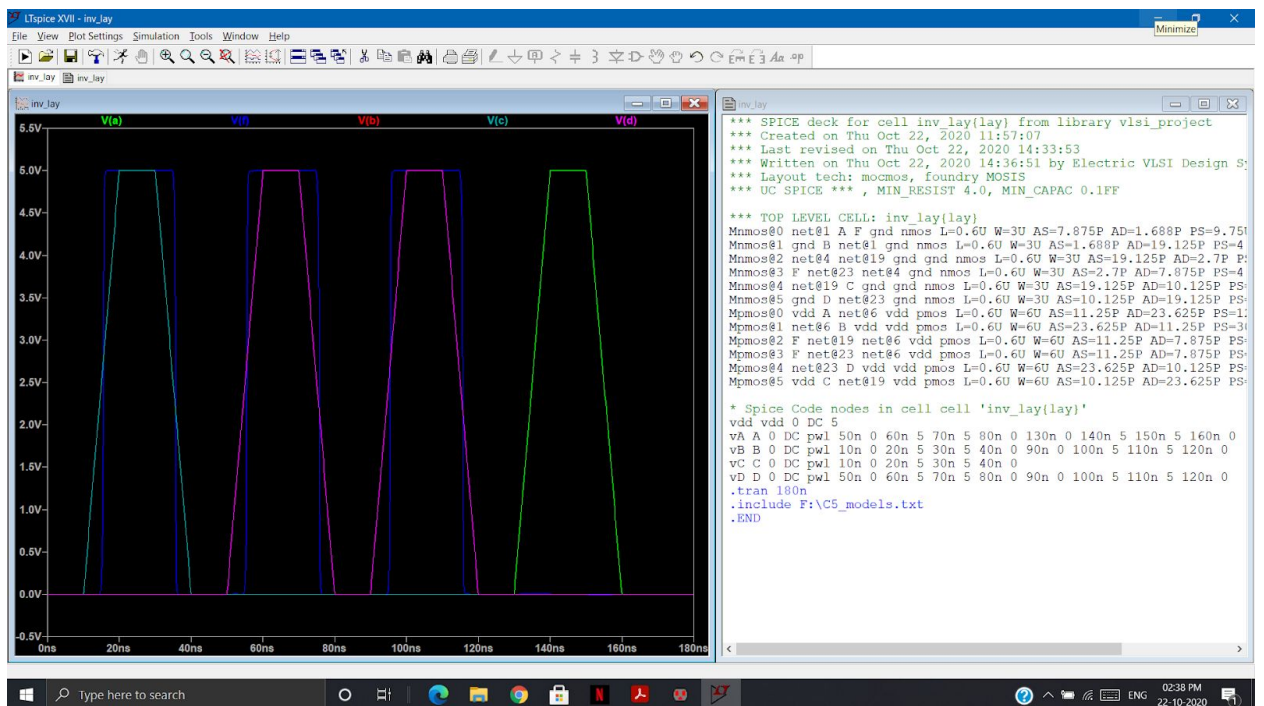 LTspice XVII - inv_lay
Minimize
File View Plot Settings Simulation Tools Window Help
inv_lay inv_lay
inv_lay
V(a) V(f) V(b) V(c) V(d)
5.5V
5.0V
4.5V
4.0V
3.5V
3.0V
2.5V
2.0V
1.5V
1.0V
0.5V
0.0V
-0.5V
0ns 20ns 40ns 60ns 80ns 100ns 120ns 140ns 160ns 180ns
inv_lay
*** SPICE deck for cell inv_lay{lay} from library vlsi_project
*** Created on Thu Oct 22, 2020 11:57:07
*** Last revised on Thu Oct 22, 2020 14:33:53
*** Written on Thu Oct 22, 2020 14:36:51 by Electric VLSI Design Sy
*** Layout tech: mocmos, foundry MOSIS
*** UC SPICE *** , MIN_RESIST 4.0, MIN_CAPAC 0.1FF
*** TOP LEVEL CELL: inv_lay{lay}
Mnmos@0 net@1 A F gnd nmos L=0.6U W=3U AS=7.875P AD=1.688P PS=9.75U
Mnmos@1 gnd B net@1 gnd nmos L=0.6U W=3U AS=1.688P AD=19.125P PS=4
Mnmos@2 net@4 net@19 gnd gnd nmos L=0.6U W=3U AS=19.125P AD=2.7P P
Mnmos@3 F net@23 net@4 gnd nmos L=0.6U W=3U AS=2.7P AD=7.875P PS=4
Mnmos@4 net@19 C gnd gnd nmos L=0.6U W=3U AS=19.125P AD=10.125P PS
Mnmos@5 gnd D net@23 gnd nmos L=0.6U W=3U AS=10.125P AD=19.125P PS
Mpmos@0 vdd A net@6 vdd pmos L=0.6U W=6U AS=11.25P AD=23.625P PS=1
Mpmos@1 net@6 B vdd vdd pmos L=0.6U W=6U AS=23.625P AD=11.25P PS=3
Mpmos@2 F net@19 net@6 vdd pmos L=0.6U W=6U AS=11.25P AD=7.875P PS
Mpmos@3 F net@23 net@6 vdd pmos L=0.6U W=6U AS=11.25P AD=7.875P PS
Mpmos@4 net@23 D vdd vdd pmos L=0.6U W=6U AS=23.625P AD=10.125P PS
Mpmos@5 vdd C net@19 vdd pmos L=0.6U W=6U AS=10.125P AD=23.625P PS
* Spice Code nodes in cell cell 'inv_lay{lay}'
vdd vdd 0 DC 5
vA A 0 DC pwl 50n 0 60n 5 70n 5 80n 0 130n 0 140n 5 150n 5 160n 0
vB B 0 DC pwl 10n 0 20n 5 30n 5 40n 0 90n 0 100n 5 110n 5 120n 0
vC C 0 DC pwl 10n 0 20n 5 30n 5 40n 0
vD D 0 DC pwl 50n 0 60n 5 70n 5 80n 0 90n 0 100n 5 110n 5 120n 0
.tran 180n
.include F:\C5_models.txt
.END
Type here to search
ENG
02:38 PM
22-10-2020